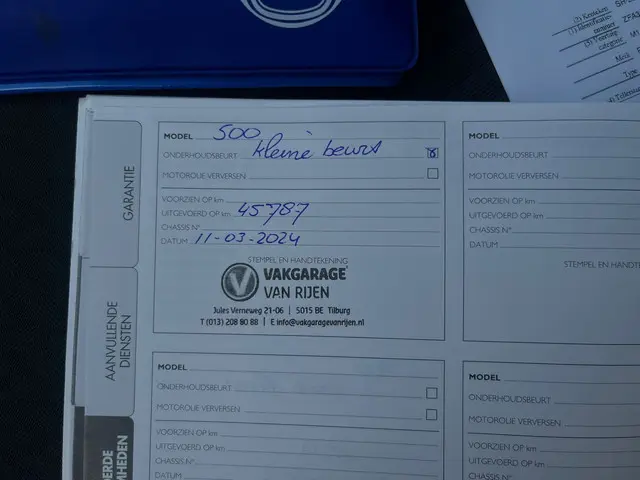 GARANTIE
AANVULLENDE
DIENSTEN
MODEL 500
ONDERHOUDSBEURT kleine beurt
MOTOROLIE VERVERSEN
VOORZIEN OP km
UITGEVOERD OP km 45787
CHASSIS N°
DATUM 11-03-2024
STEMPEL EN HANDTEKENING
VAKGARAGE
VAN RIJEN
Jules Verneweg 21-06 | 5015 BE Tilburg
T (013) 208 80 88 | E info@vakgaragevanrijen.nl
MODEL
ONDERHOUDSBEURT
MOTOROLIE VERVERSEN
VOORZIEN OP km
UITGEVOERD OP km
CHASSIS N°
DATUM
MODEL
ONDERHOUDSBEURT
MOTOROLIE VERVERSEN
VOORZIEN OP km
UITGEVOERD OP km
CHASSIS N°
DATUM
MODEL
ONDERHOUDSBEURT
MOTOROLIE VERVERSEN
VOORZIEN OP km
UITGEVOERD OP km
CHASSIS N°